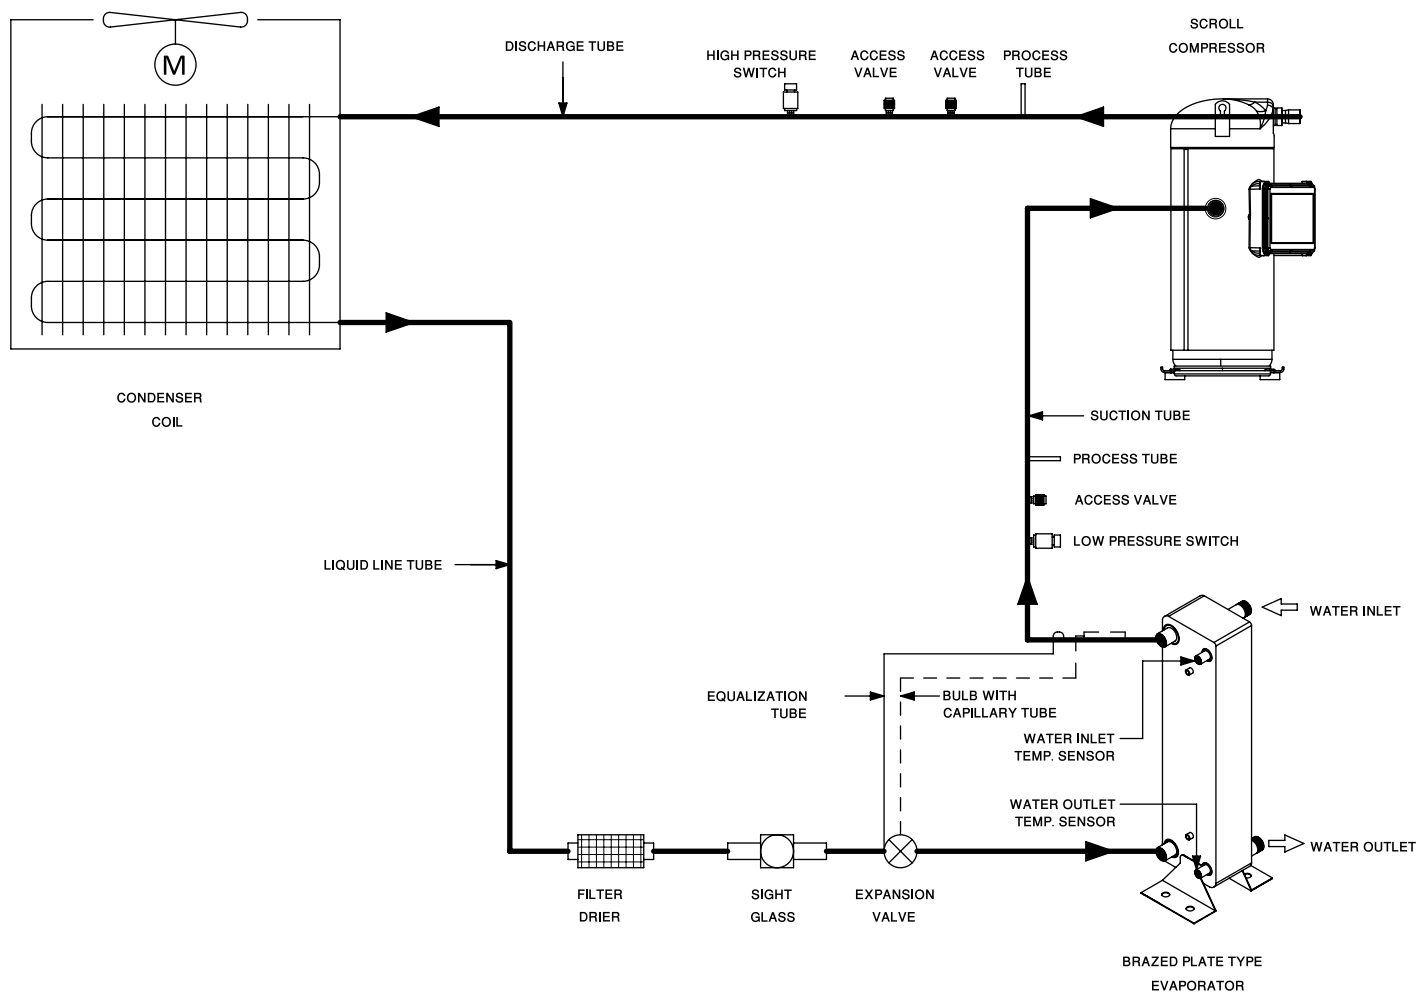 SCROLL
COMPRESSOR
DISCHARGE TUBE
HIGH PRESSURE
SWITCH
ACCESS
VALVE
ACCESS
VALVE
PROCESS
TUBE
M
CONDENSER
COIL
SUCTION TUBE
PROCESS TUBE
ACCESS VALVE
LOW PRESSURE SWITCH
LIQUID LINE TUBE
WATER INLET
EQUALIZATION
TUBE
BULB WITH
CAPILLARY TUBE
WATER INLET
TEMP. SENSOR
WATER OUTLET
TEMP. SENSOR
WATER OUTLET
FILTER
DRIER
SIGHT
GLASS
EXPANSION
VALVE
BRAZED PLATE TYPE
EVAPORATOR